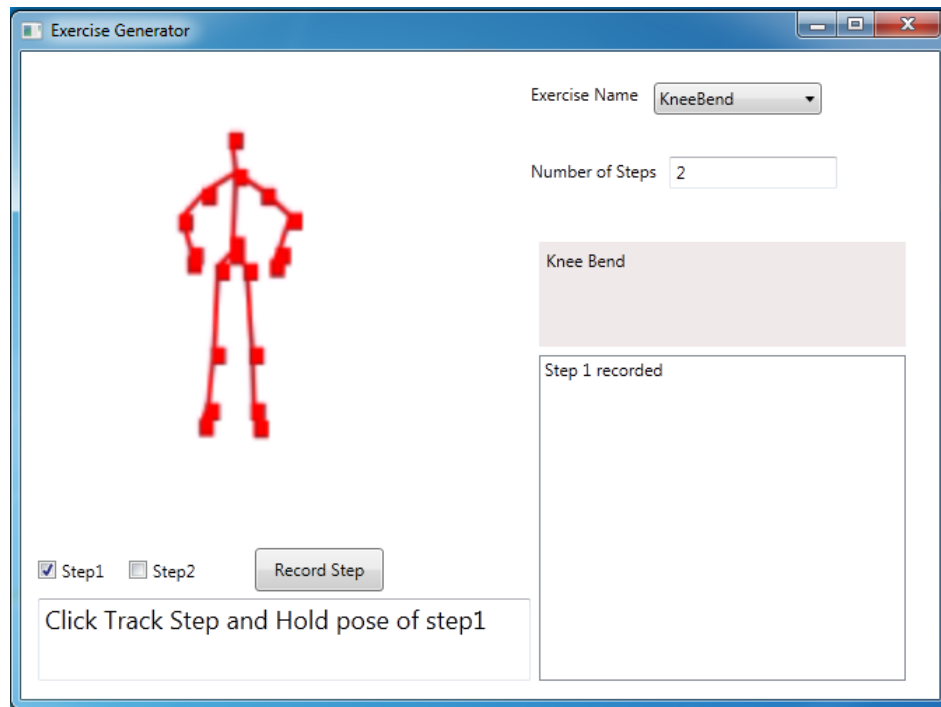 Exercise Generator
Exercise Name KneeBend
Number of Steps 2
Knee Bend
Step 1 recorded
Step1 Step2 Record Step
Click Track Step and Hold pose of step1